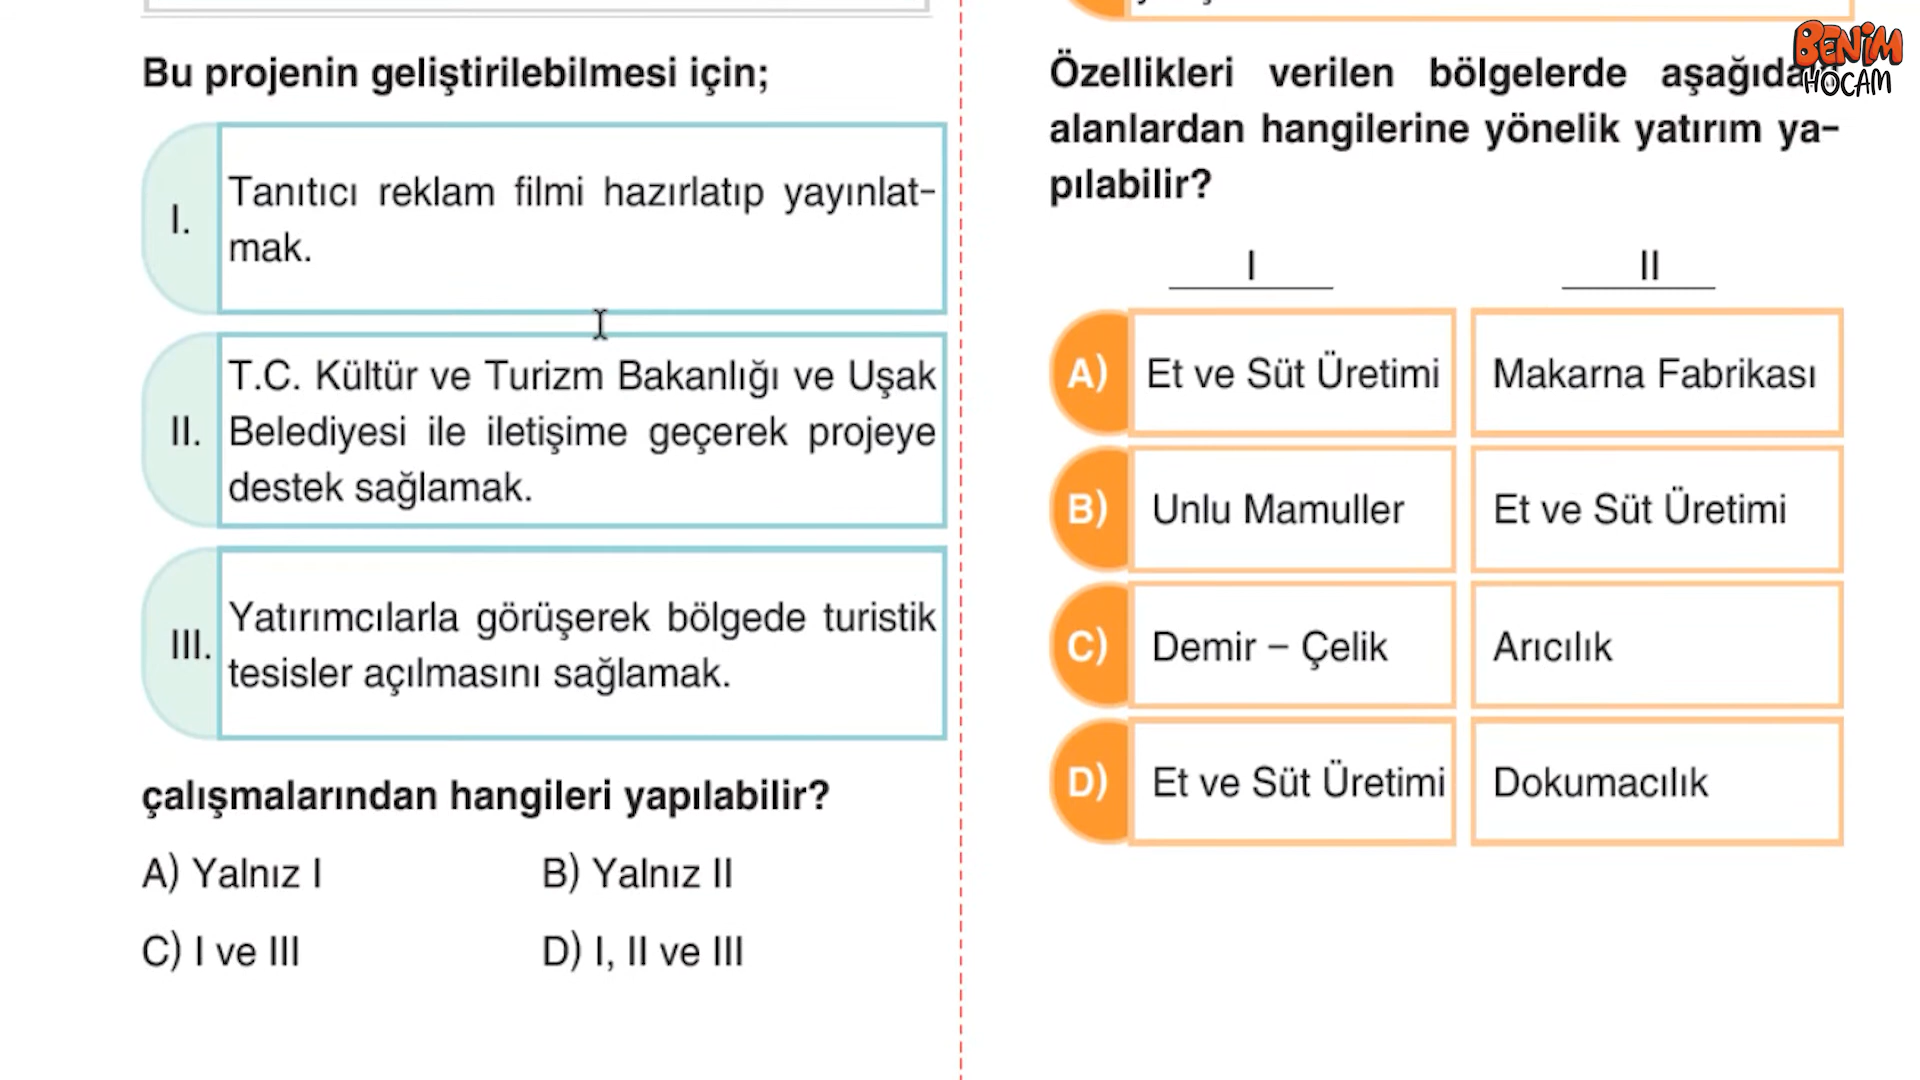 Bu projenin geliştirilebilmesi için;
I.
Tanıtıcı reklam filmi hazırlatıp yayınlat-
mak.
II.
T.C. Kültür ve Turizm Bakanlığı ve Uşak
Belediyesi ile iletişime geçerek projeye
destek sağlamak.
III.
Yatırımcılarla görüşerek bölgede turistik
tesisler açılmasını sağlamak.
çalışmalarından hangileri yapılabilir?
A) Yalnız I
B) Yalnız II
C) I ve III
D) I, II ve III
BENİM
HOCAM
Özellikleri verilen bölgelerde
alanlardan hangilerine yönelik yatırım ya-
pılabilir?
I
II
A) Et ve Süt Üretimi Makarna Fabrikası
B) Unlu Mamuller Et ve Süt Üretimi
C) Demir – Çelik Arıcılık
D) Et ve Süt Üretimi Dokumacılık